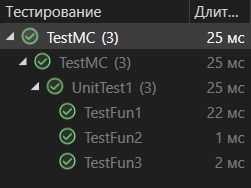 Тестирование Длит...
TestMC (3) 25 мс
TestMC (3) 25 мс
UnitTest1 (3) 25 мс
TestFun1 22 мс
TestFun2 1 мс
TestFun3 2 мс